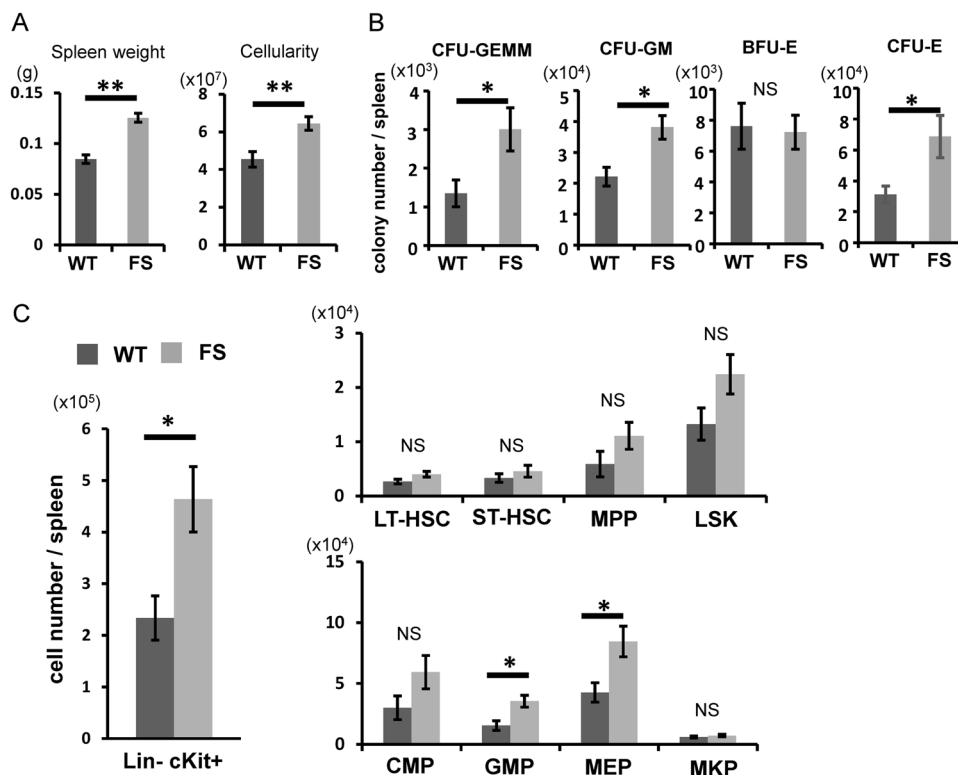 A
Spleen weight
(g)
**
0.15
0.1
0.05
0
WT FS
Cellularity
(x10⁷)
**
8
6
4
2
0
WT FS
B
colony number / spleen
CFU-GEMM
(x10³)
*
4
3
2
1
0
WT FS
CFU-GM
(x10⁴)
*
5
4
3
2
1
0
WT FS
BFU-E
(x10³)
NS
10
8
6
4
2
0
WT FS
CFU-E
(x10⁴)
*
10
8
6
4
2
0
WT FS
C
WT FS
cell number / spleen
(x10⁵)
*
6
5
4
3
2
1
0
Lin- cKit+
(x10⁴)
3
2
1
0
NS NS NS NS
LT-HSC ST-HSC MPP LSK
(x10⁴)
15
10
5
0
NS * * NS
CMP GMP MEP MKP